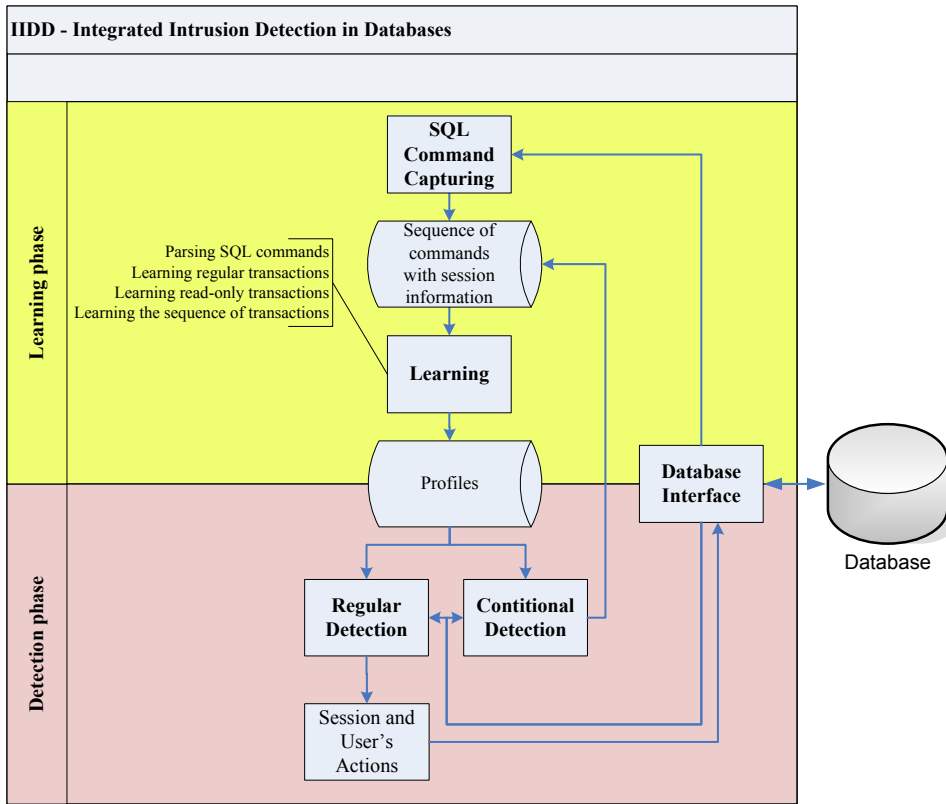 IIDD - Integrated Intrusion Detection in Databases
Learning phase
SQL
Command
Capturing
Sequence of
commands
with session
information
Parsing SQL commands
Learning regular transactions
Learning read-only transactions
Learning the sequence of transactions
Learning
Profiles
Database
Interface
Database
Detection phase
Regular
Detection
Contitional
Detection
Session and
User's
Actions